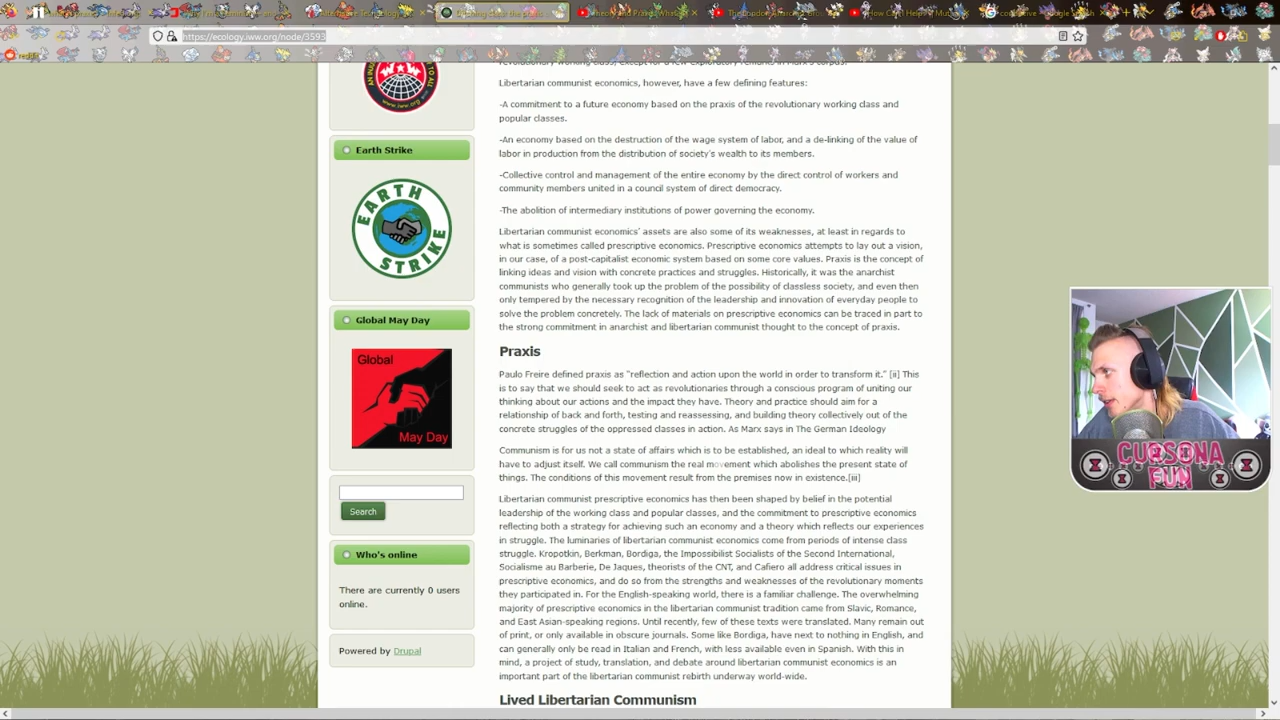 https://ecology.iww.org/node/3593
reddit
revolutionary working class, except for a few exploratory remarks in Marx's corpus.
Libertarian communist economics, however, have a few defining features:
-A commitment to a future economy based on the praxis of the revolutionary working class and
popular classes.
-An economy based on the destruction of the wage system of labor, and a de-linking of the value of
labor in production from the distribution of society's wealth to its members.
-Collective control and management of the entire economy by the direct control of workers and
community members united in a council system of direct democracy.
-The abolition of intermediary institutions of power governing the economy.
Libertarian communist economics' assets are also some of its weaknesses, at least in regards to
what is sometimes called prescriptive economics. Prescriptive economics attempts to lay out a vision,
in our case, of a post-capitalist economic system based on some core values. Praxis is the concept of
linking ideas and vision with concrete practices and struggles. Historically, it was the anarchist
communists who generally took up the problem of the possibility of classless society, and even then
only tempered by the necessary recognition of the leadership and innovation of everyday people to
solve the problem concretely. The lack of materials on prescriptive economics can be traced in part to
the strong commitment in anarchist and libertarian communist thought to the concept of praxis.
Praxis
Paulo Freire defined praxis as "reflection and action upon the world in order to transform it." [ii] This
is to say that we should seek to act as revolutionaries through a conscious program of uniting our
thinking about our actions and the impact they have. Theory and practice should aim for a
relationship of back and forth, testing and reassessing, and building theory collectively out of the
concrete struggles of the oppressed classes in action. As Marx says in The German Ideology
Communism is for us not a state of affairs which is to be established, an ideal to which reality will
have to adjust itself. We call communism the real movement which abolishes the present state of
things. The conditions of this movement result from the premises now in existence.[iii]
Libertarian communist prescriptive economics has then been shaped by belief in the potential
leadership of the working class and popular classes, and the commitment to prescriptive economics
reflecting both a strategy for achieving such an economy and a theory which reflects our experiences
in struggle. The luminaries of libertarian communist economics come from periods of intense class
struggle. Kropotkin, Berkman, Bordiga, the Impossibilist Socialists of the Second International,
Socialisme au Barberie, De Jaques, theorists of the CNT, and Cafiero all address critical issues in
prescriptive economics, and do so from the strengths and weaknesses of the revolutionary moments
they participated in. For the English-speaking world, there is a familiar challenge. The overwhelming
majority of prescriptive economics in the libertarian communist tradition came from Slavic, Romance,
and East Asian-speaking regions. Until recently, few of these texts were translated. Many remain out
of print, or only available in obscure journals. Some like Bordiga, have next to nothing in English, and
can generally only be read in Italian and French, with less available even in Spanish. With this in
mind, a project of study, translation, and debate around libertarian communist economics is an
important part of the libertarian communist rebirth underway world-wide.
Lived Libertarian Communism
IWW
www.iww.org
Earth Strike
EARTH
STRIKE
Global May Day
Global
May Day
Search
Who's online
There are currently 0 users
online.
Powered by Drupal
CURSONA
FUN